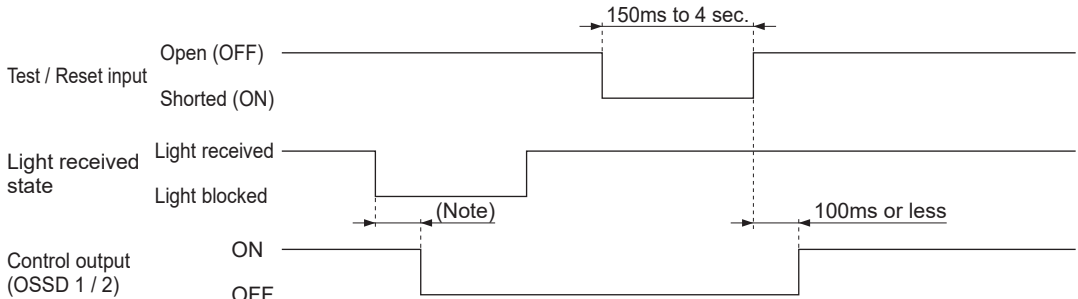 150ms to 4 sec.
Test / Reset input
Open (OFF)
Shorted (ON)
Light received
state
Light received
Light blocked
(Note)
100ms or less
Control output
(OSSD 1 / 2)
ON
OFF